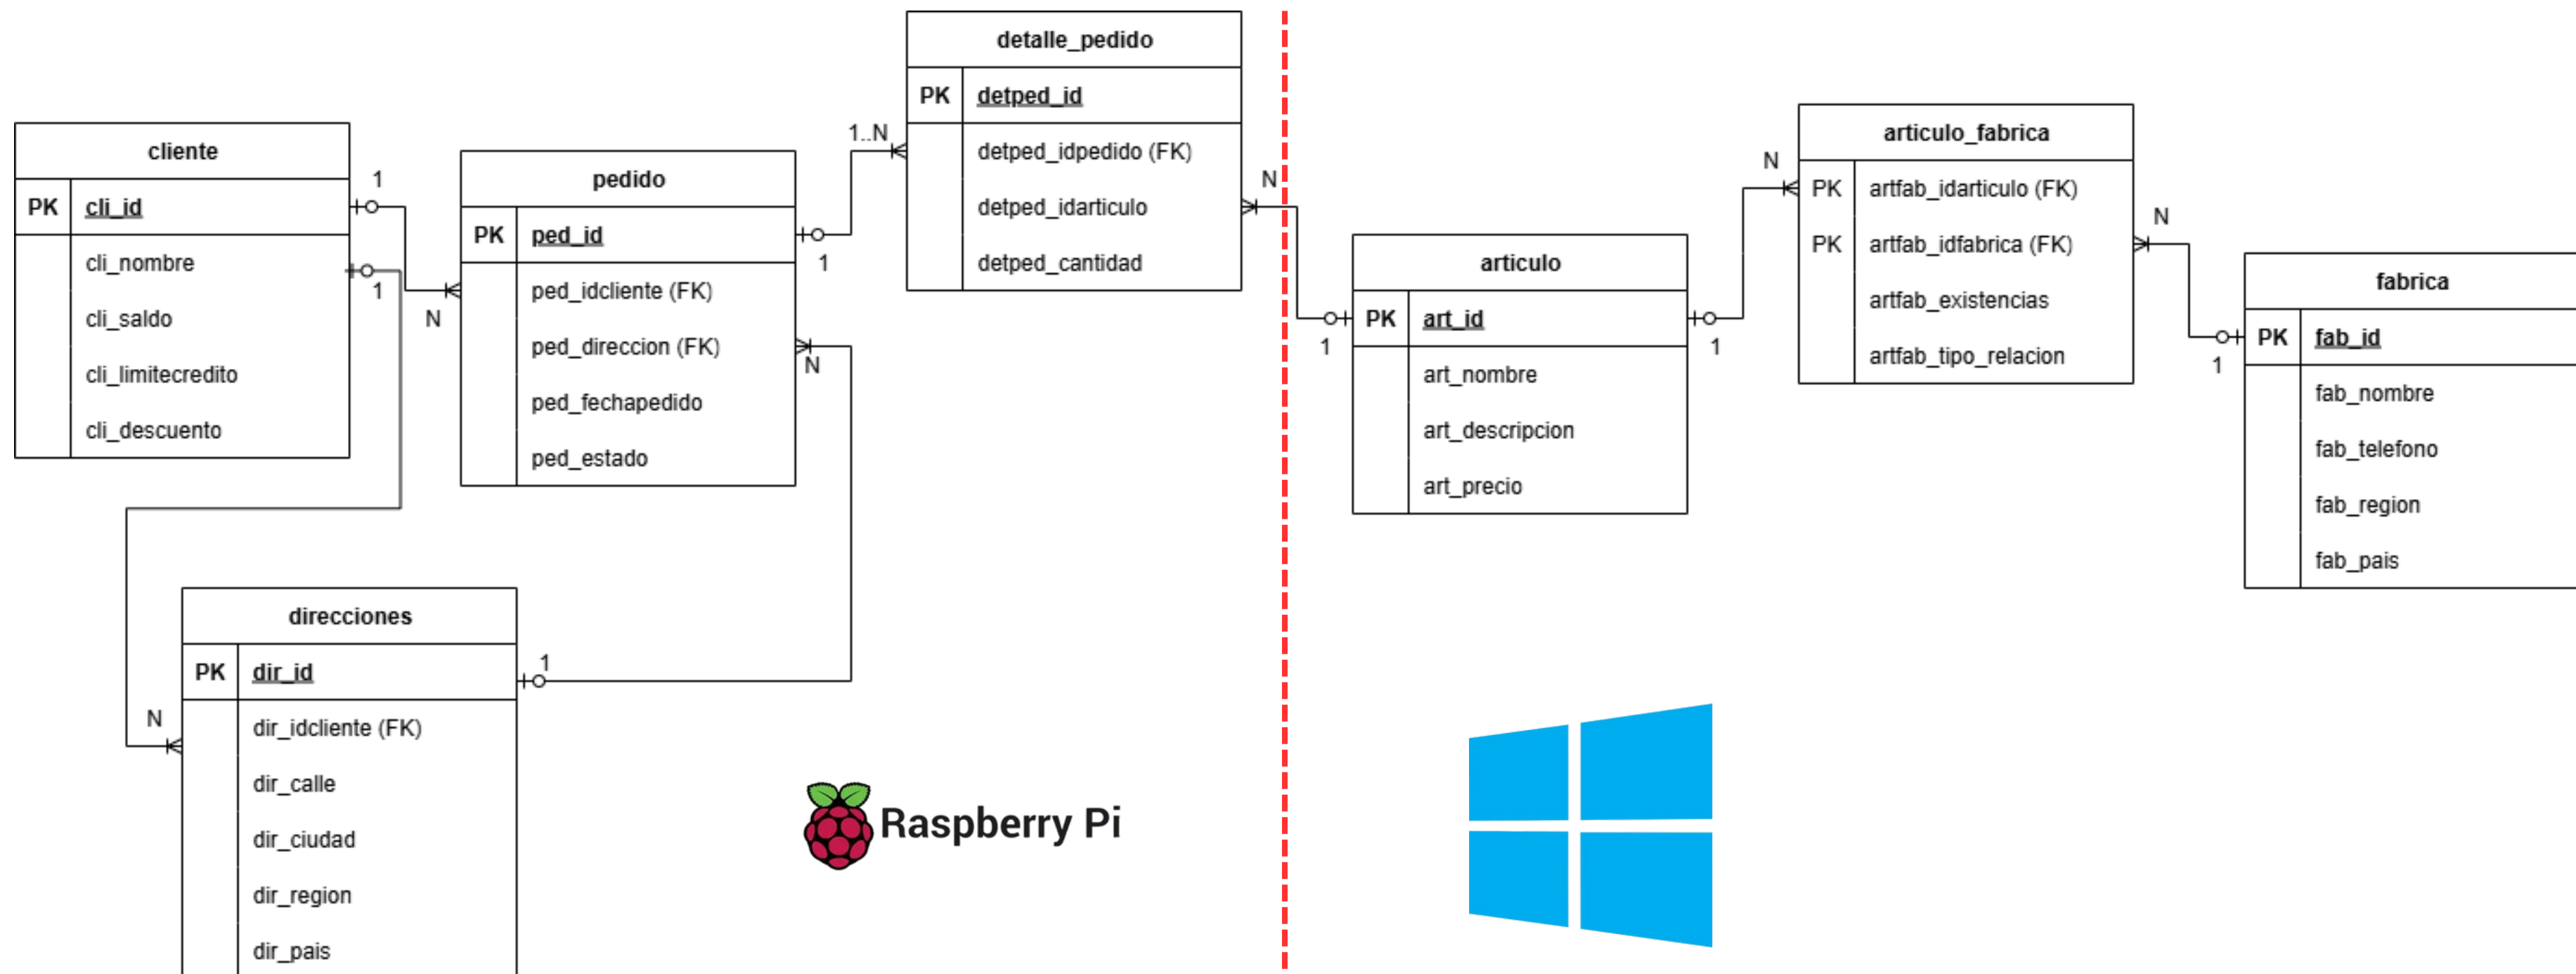 cliente
PK cli_id
cli_nombre
cli_saldo
cli_limitecredito
cli_descuento
1
1
N
pedido
PK ped_id
ped_idcliente (FK)
ped_direccion (FK)
ped_fechapedido
ped_estado
1..N
1
N
detalle_pedido
PK detped_id
detped_idpedido (FK)
detped_idarticulo
detped_cantidad
N
1
articulo
PK art_id
art_nombre
art_descripcion
art_precio
N
1
articulo_fabrica
PK artfab_idarticulo (FK)
PK artfab_idfabrica (FK)
artfab_existencias
artfab_tipo_relacion
N
1
fabrica
PK fab_id
fab_nombre
fab_telefono
fab_region
fab_pais
direcciones
PK dir_id
dir_idcliente (FK)
dir_calle
dir_ciudad
dir_region
dir_pais
1
N
Raspberry Pi